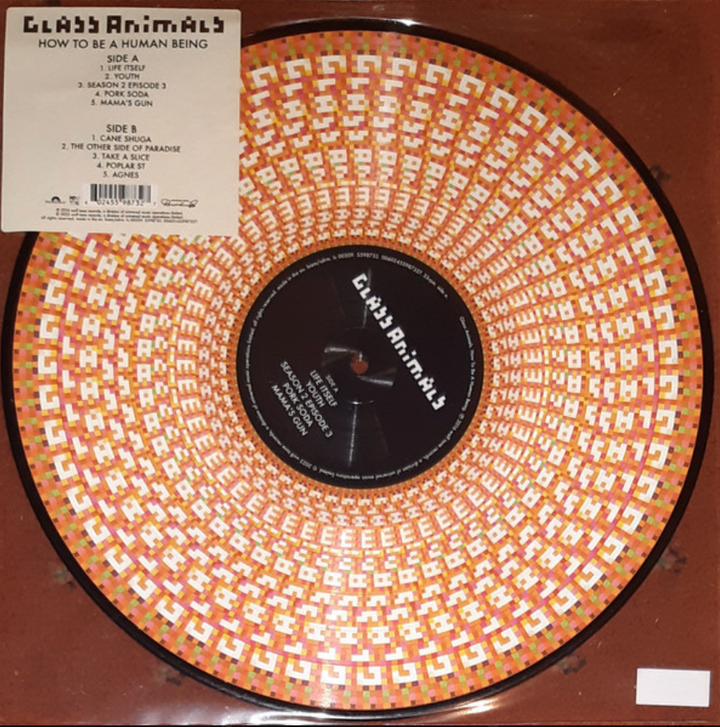 GLASS ANIMALS
HOW TO BE A HUMAN BEING
SIDE A
1. LIFE ITSELF
2. YOUTH
3. SEASON 2 EPISODE 3
4. PORK SODA
5. MAMA'S GUN
SIDE B
1. CANE SHUGA
2. THE OTHER SIDE OF PARADISE
3. TAKE A SLICE
4. POPLAR ST
5. AGNES
GLASS ANIMALS
SIDE A
LIFE ITSELF
YOUTH
SEASON 2 EPISODE 3
PORK SODA
MAMA'S GUN